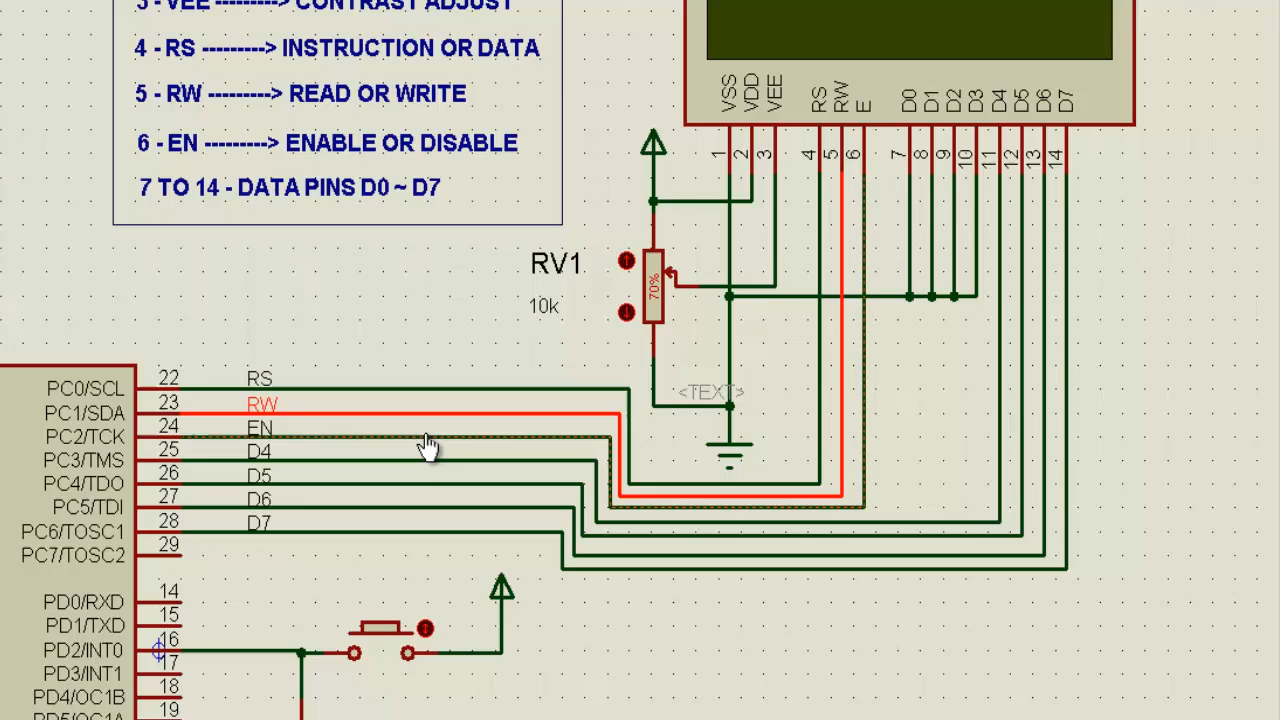 3 - VEE ---------> CONTRAST ADJUST
4 - RS ---------> INSTRUCTION OR DATA
5 - RW ---------> READ OR WRITE
6 - EN ---------> ENABLE OR DISABLE
7 TO 14 - DATA PINS D0 ~ D7
VSS VDD VEE RS RW E D0 D1 D2 D3 D4 D5 D6 D7
1 2 3 4 5 6 7 8 9 10 11 12 13 14
RV1
10k
70%
<TEXT>
PC0/SCL 22 RS
PC1/SDA 23 RW
PC2/TCK 24 EN
PC3/TMS 25 D4
PC4/TDO 26 D5
PC5/TDI 27 D6
PC6/TOSC1 28 D7
PC7/TOSC2 29
PD0/RXD 14
PD1/TXD 15
PD2/INT0 16
PD3/INT1 17
PD4/OC1B 18
PD5/OC1A 19